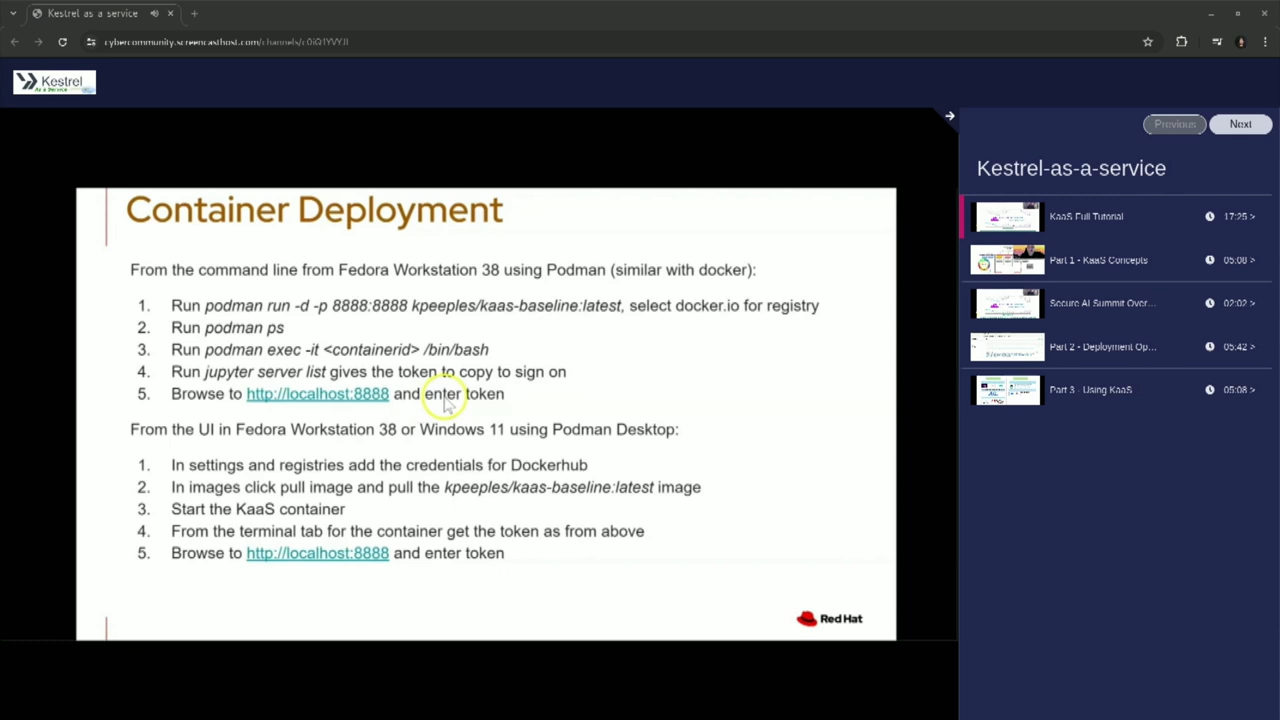 Kestrel as a service
cybercommunity.screencasthost.com/channels/c0iQ1YVYJI
Kestrel
As a Service
Previous
Next
Container Deployment
From the command line from Fedora Workstation 38 using Podman (similar with docker):
1. Run podman run -d -p 8888:8888 kpeeples/kaas-baseline:latest, select docker.io for registry
2. Run podman ps
3. Run podman exec -it <containerid> /bin/bash
4. Run jupyter server list gives the token to copy to sign on
5. Browse to http://localhost:8888 and enter token
From the UI in Fedora Workstation 38 or Windows 11 using Podman Desktop:
1. In settings and registries add the credentials for Dockerhub
2. In images click pull image and pull the kpeeples/kaas-baseline:latest image
3. Start the KaaS container
4. From the terminal tab for the container get the token as from above
5. Browse to http://localhost:8888 and enter token
Red Hat
Kestrel-as-a-service
KaaS Full Tutorial 17:25 >
Part 1 - KaaS Concepts 05:08 >
Secure AI Summit Over... 02:02 >
Part 2 - Deployment Op... 05:42 >
Part 3 - Using KaaS 05:08 >